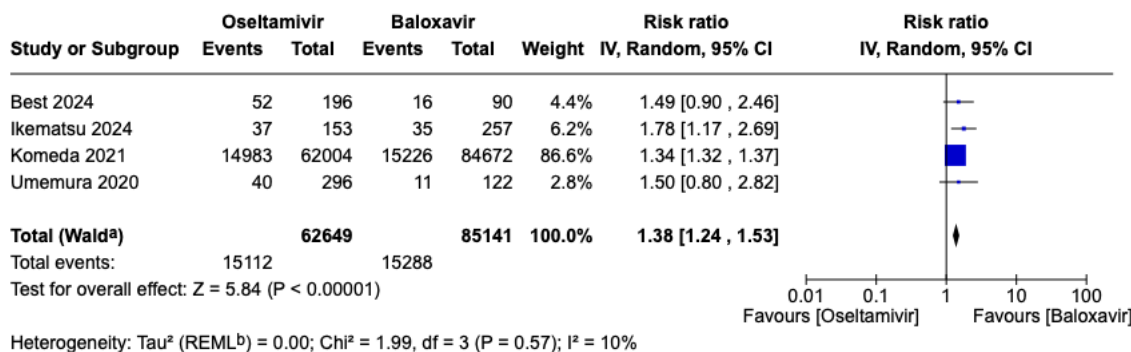 Oseltamivir Baloxavir Risk ratio Risk ratio
Study or Subgroup Events Total Events Total Weight IV, Random, 95% CI IV, Random, 95% CI
Best 2024 52 196 16 90 4.4% 1.49 [0.90 , 2.46]
Ikematsu 2024 37 153 35 257 6.2% 1.78 [1.17 , 2.69]
Komeda 2021 14983 62004 15226 84672 86.6% 1.34 [1.32 , 1.37]
Umemura 2020 40 296 11 122 2.8% 1.50 [0.80 , 2.82]
Total (Waldᵃ) 62649 85141 100.0% 1.38 [1.24 , 1.53]
Total events: 15112 15288
Test for overall effect: Z = 5.84 (P < 0.00001)
0.01 0.1 1 10 100
Favours [Oseltamivir] Favours [Baloxavir]
Heterogeneity: Tau² (REMLᵇ) = 0.00; Chi² = 1.99, df = 3 (P = 0.57); I² = 10%